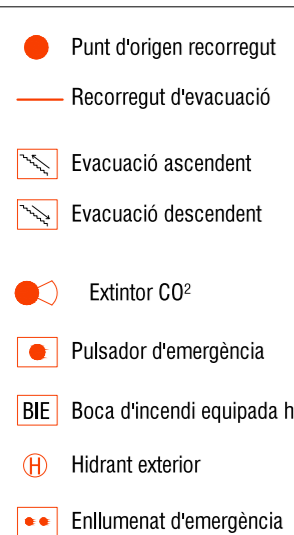 Punt d'origen recorregut
Recorregut d'evacuació
Evacuació ascendent
Evacuació descendent
Extintor CO²
Pulsador d'emergència
BIE Boca d'incendi equipada h
H Hidrant exterior
Enllumenat d'emergència